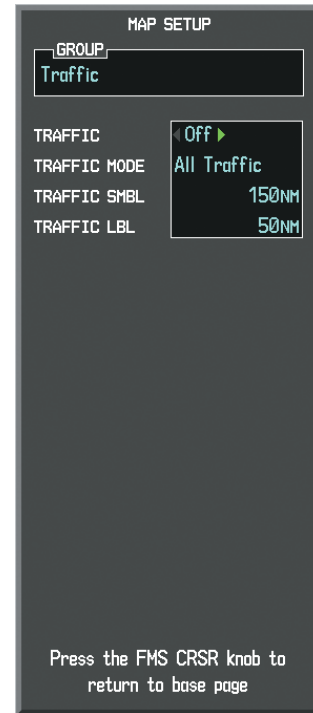 MAP SETUP
GROUP
Traffic
TRAFFIC Off
TRAFFIC MODE All Traffic
TRAFFIC SMBL 150NM
TRAFFIC LBL 50NM
Press the FMS CRSR knob to
return to base page